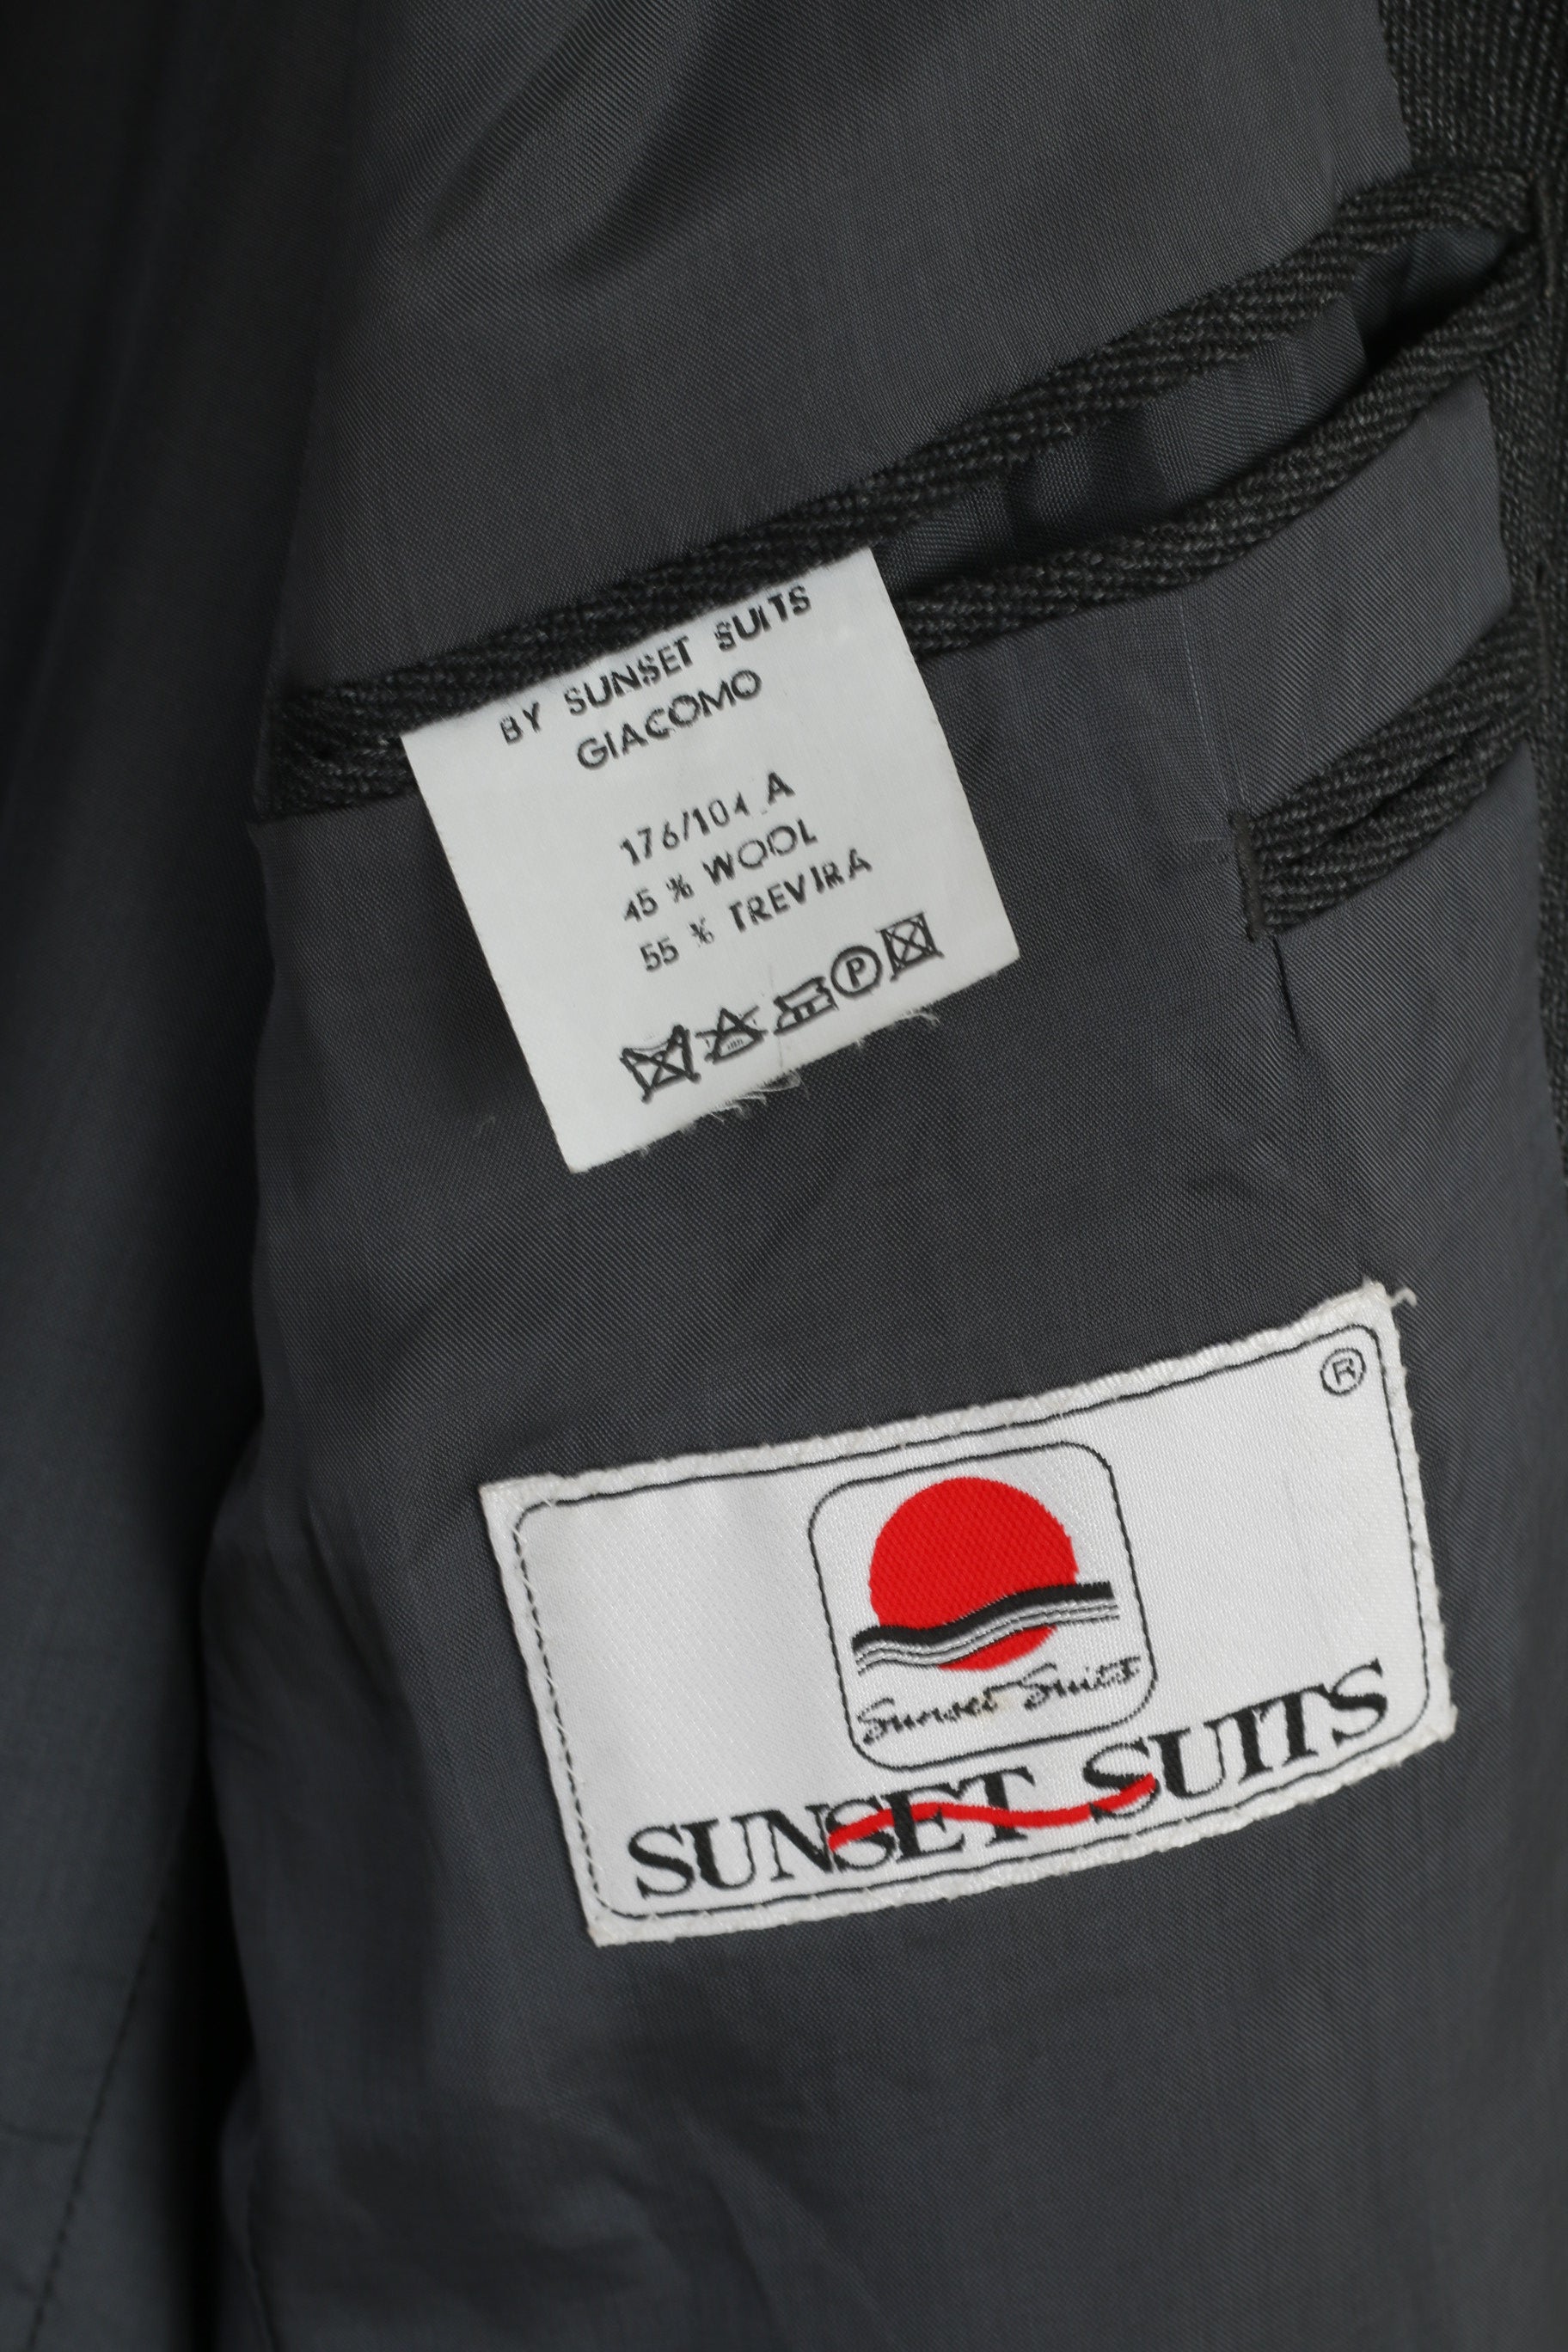 BY SUNSET SUITS
GIACOMO
176/104 A
45 % WOOL
55 % TREVIRA
P
®
Sunset Suits
SUNSET SUITS